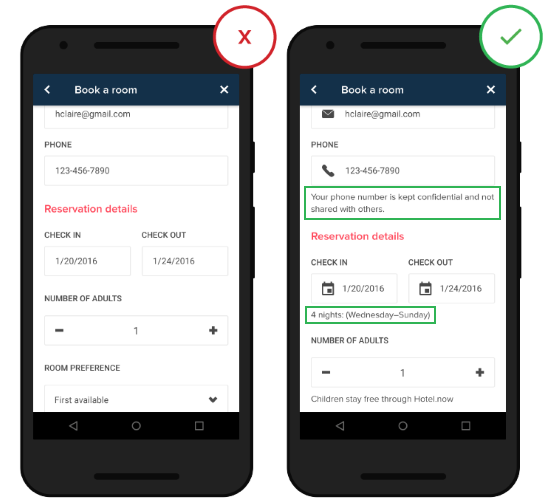 X
Book a room
hclaire@gmail.com
PHONE
123-456-7890
Reservation details
CHECK IN
CHECK OUT
1/20/2016
1/24/2016
NUMBER OF ADULTS
1
ROOM PREFERENCE
First available
Book a room
hclaire@gmail.com
PHONE
123-456-7890
Your phone number is kept confidential and not
shared with others.
Reservation details
CHECK IN
CHECK OUT
1/20/2016
1/24/2016
4 nights: (Wednesday–Sunday)
NUMBER OF ADULTS
1
Children stay free through Hotel.now